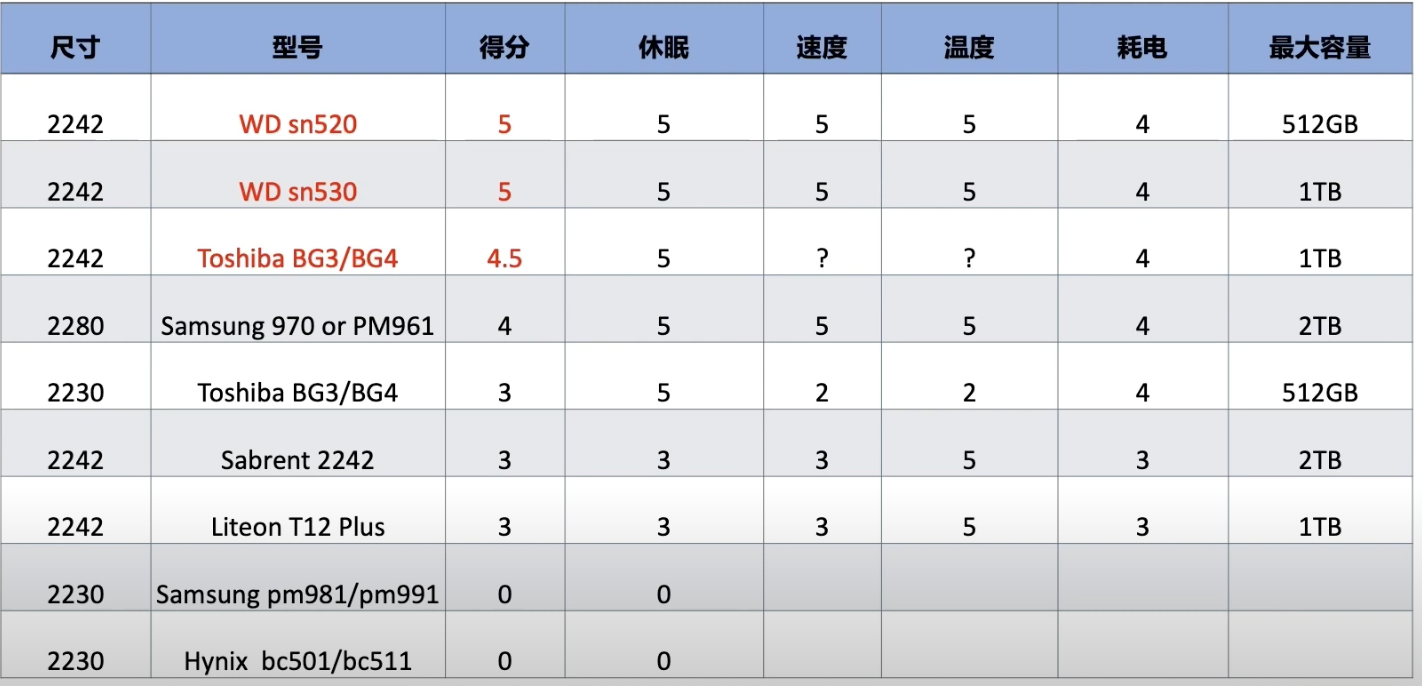 尺寸 型号 得分 休眠 速度 温度 耗电 最大容量
2242 WD sn520 5 5 5 5 4 512GB
2242 WD sn530 5 5 5 5 4 1TB
2242 Toshiba BG3/BG4 4.5 5 ? ? 4 1TB
2280 Samsung 970 or PM961 4 5 5 5 4 2TB
2230 Toshiba BG3/BG4 3 5 2 2 4 512GB
2242 Sabrent 2242 3 3 3 5 3 2TB
2242 Liteon T12 Plus 3 3 3 5 3 1TB
2230 Samsung pm981/pm991 0 0
2230 Hynix bc501/bc511 0 0